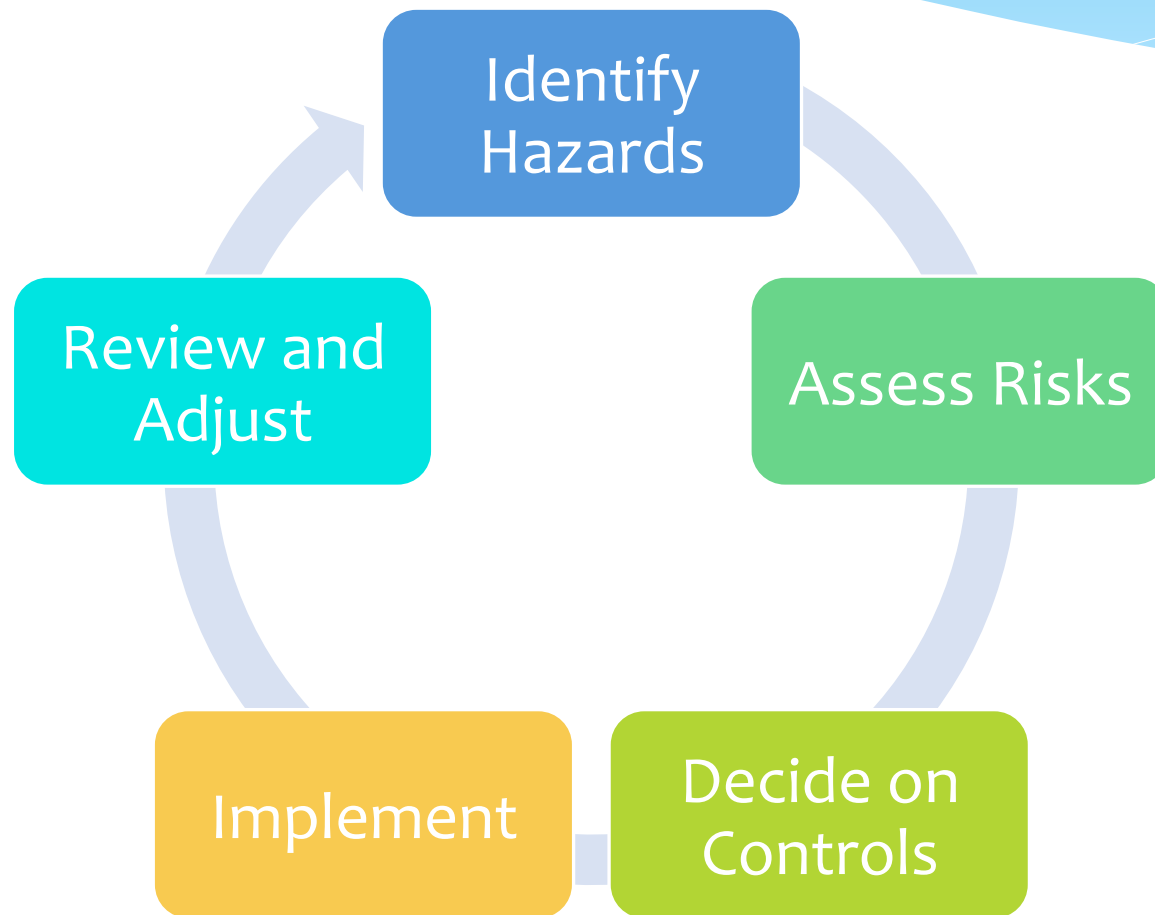 Identify
Hazards
Assess Risks
Decide on
Controls
Implement
Review and
Adjust